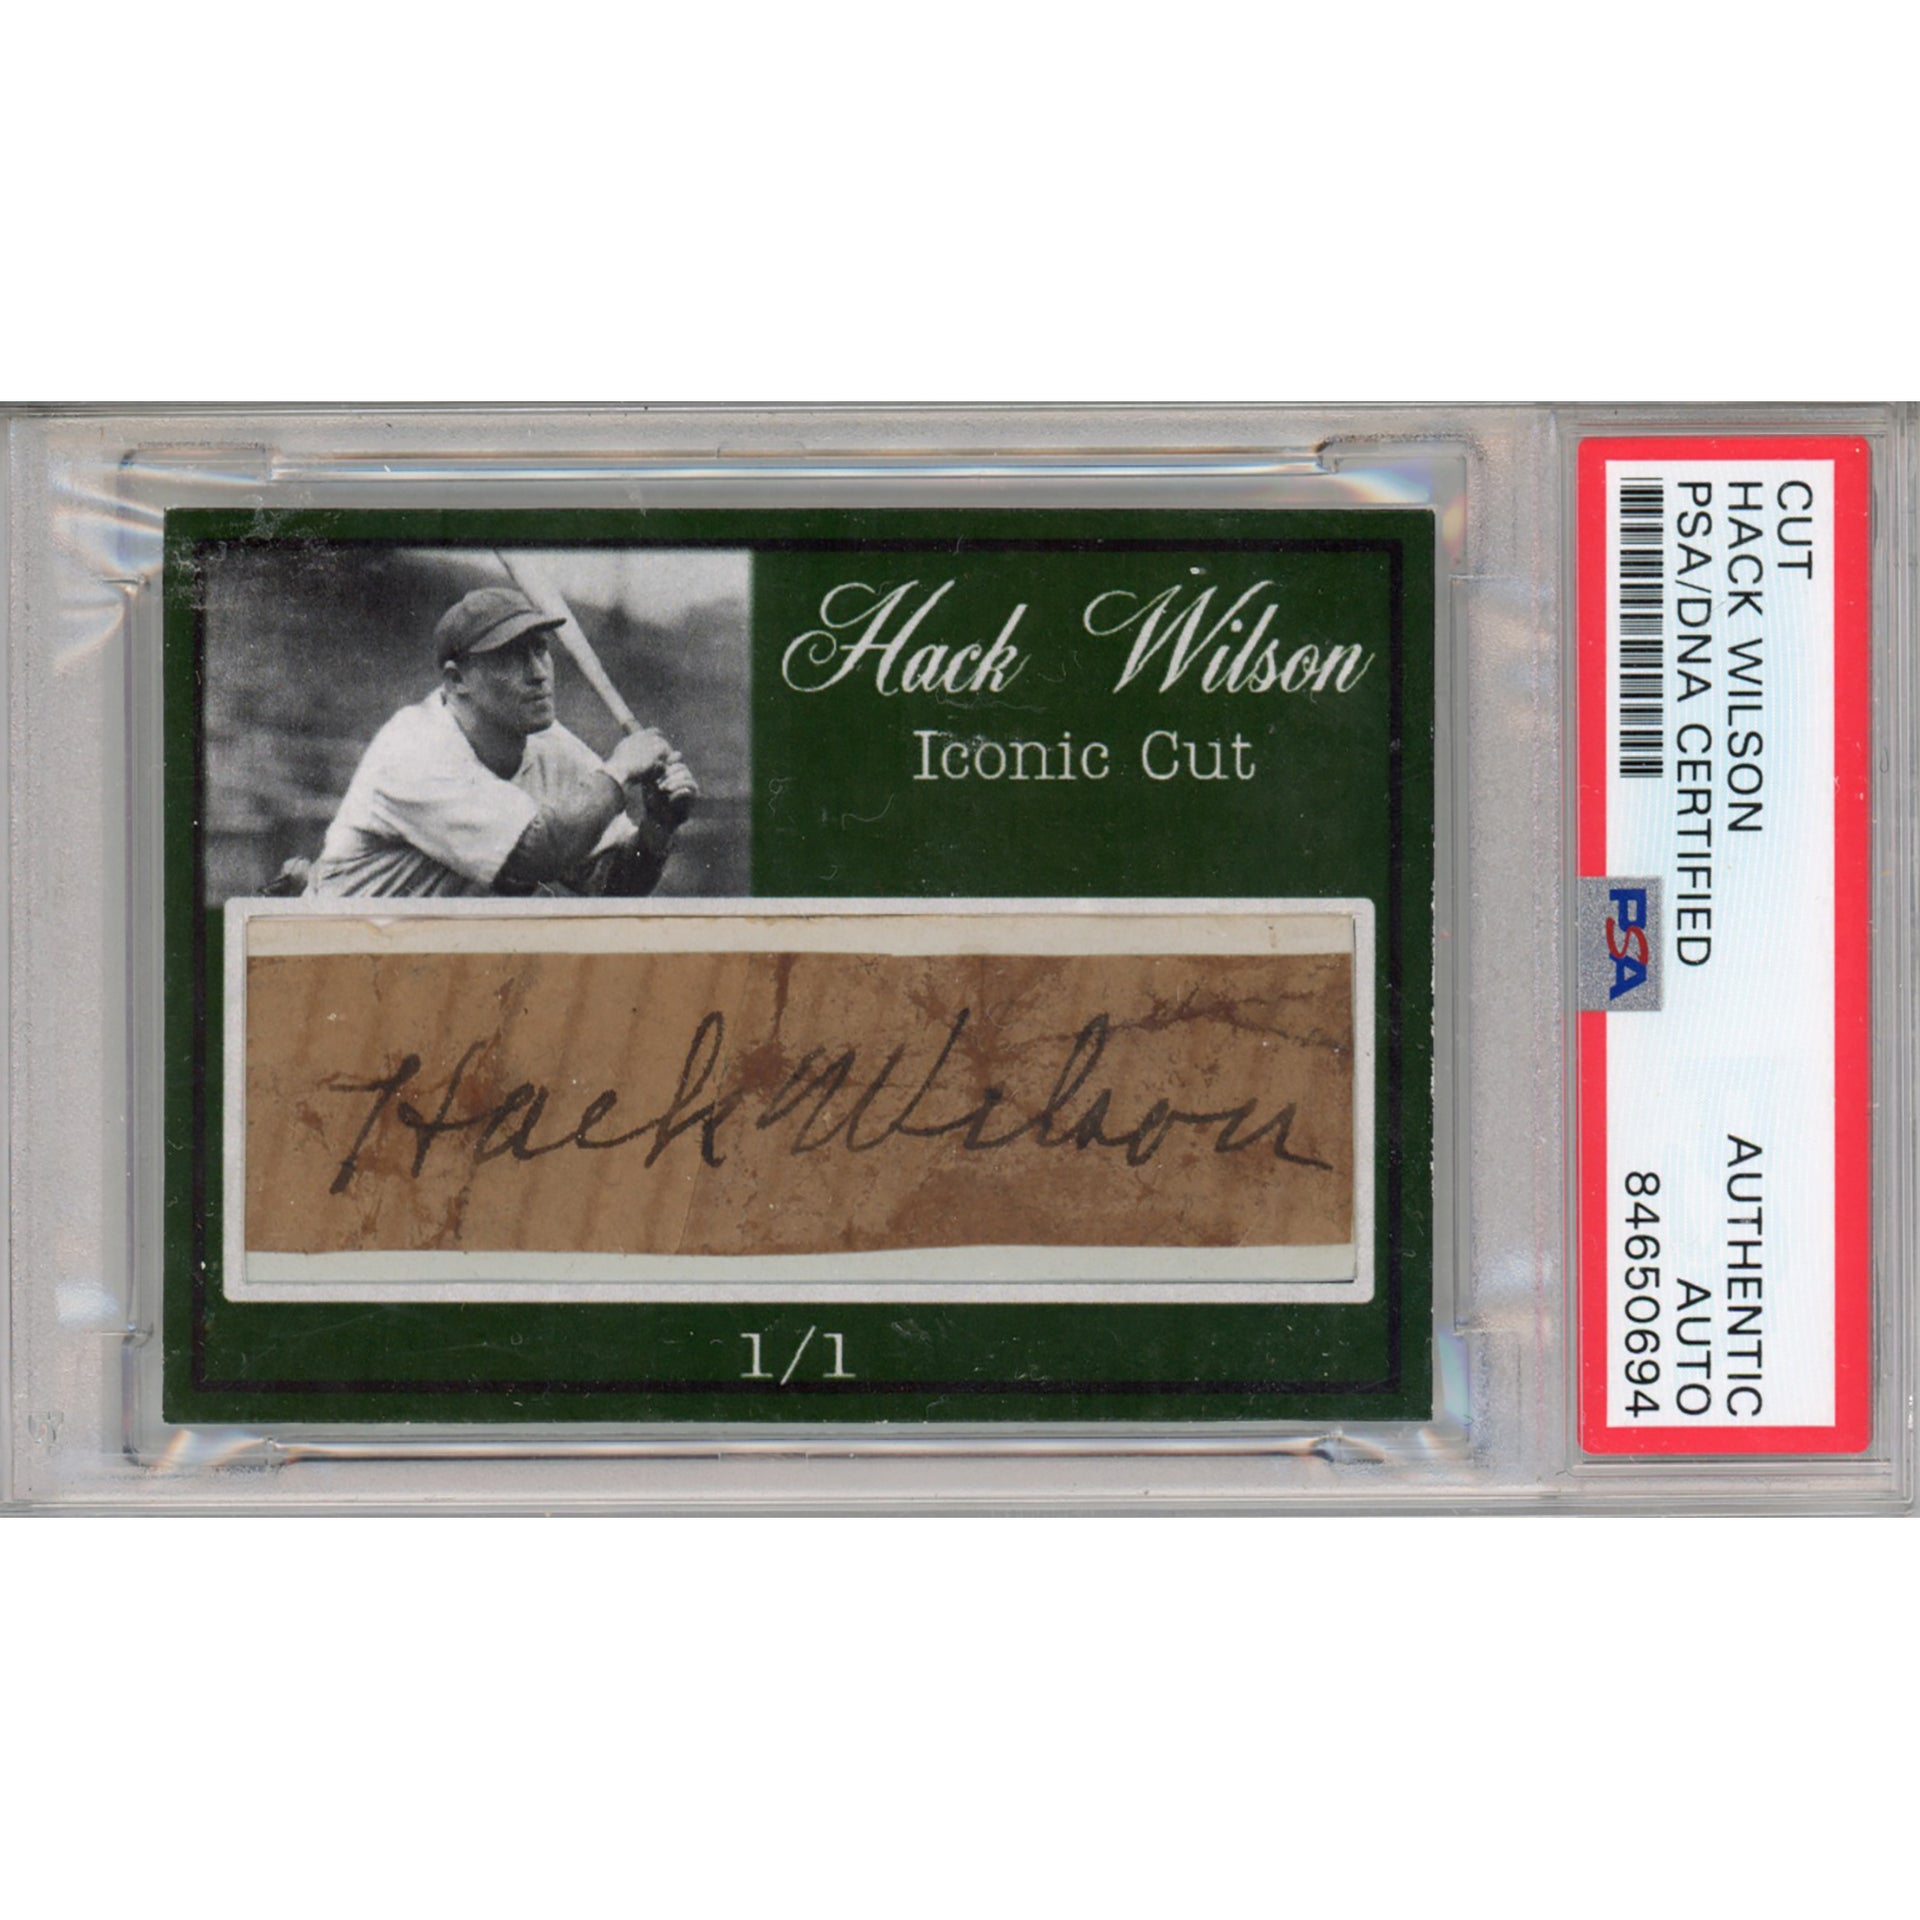 Hack Wilson
Iconic Cut
Hack Wilson
1/1
CUT
HACK WILSON AUTHENTIC
PSA/DNA CERTIFIED AUTO
84650694
PSA